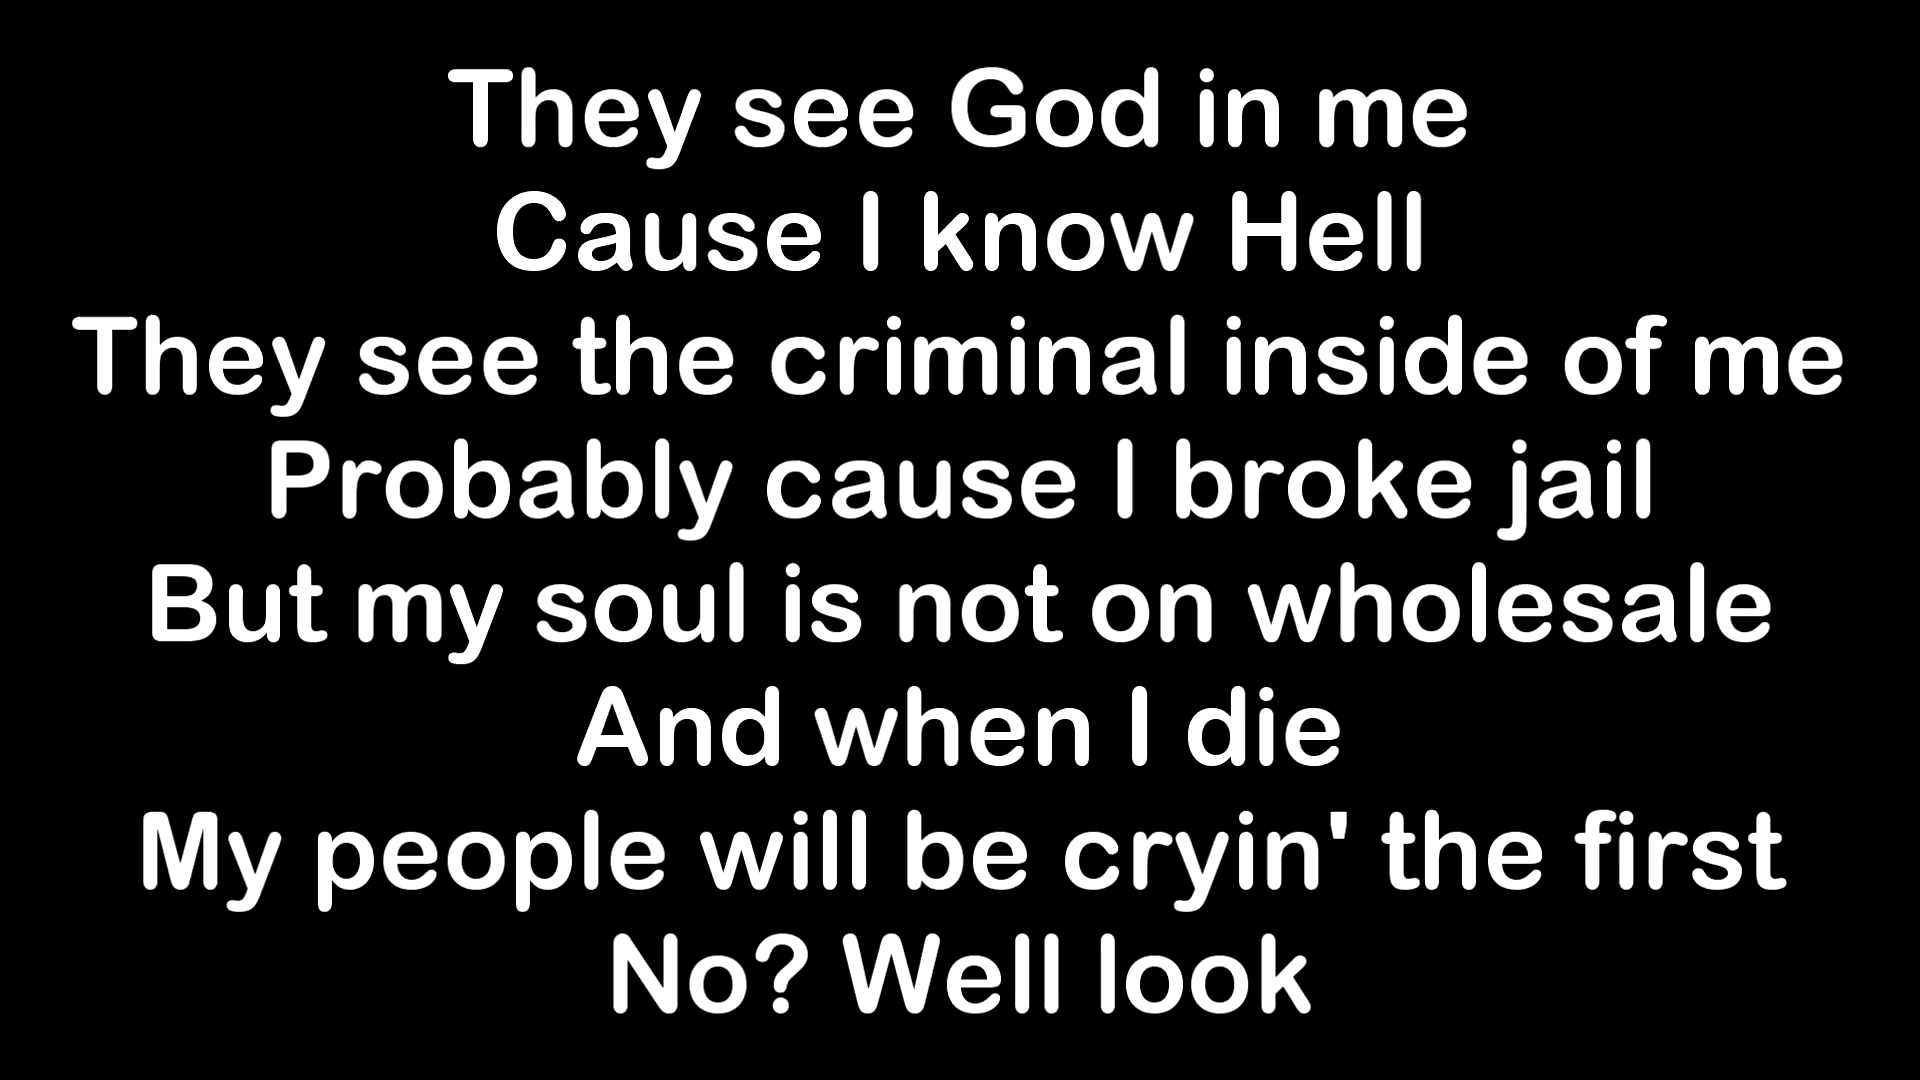 They see God in me
Cause I know Hell
They see the criminal inside of me
Probably cause I broke jail
But my soul is not on wholesale
And when I die
My people will be cryin' the first
No? Well look